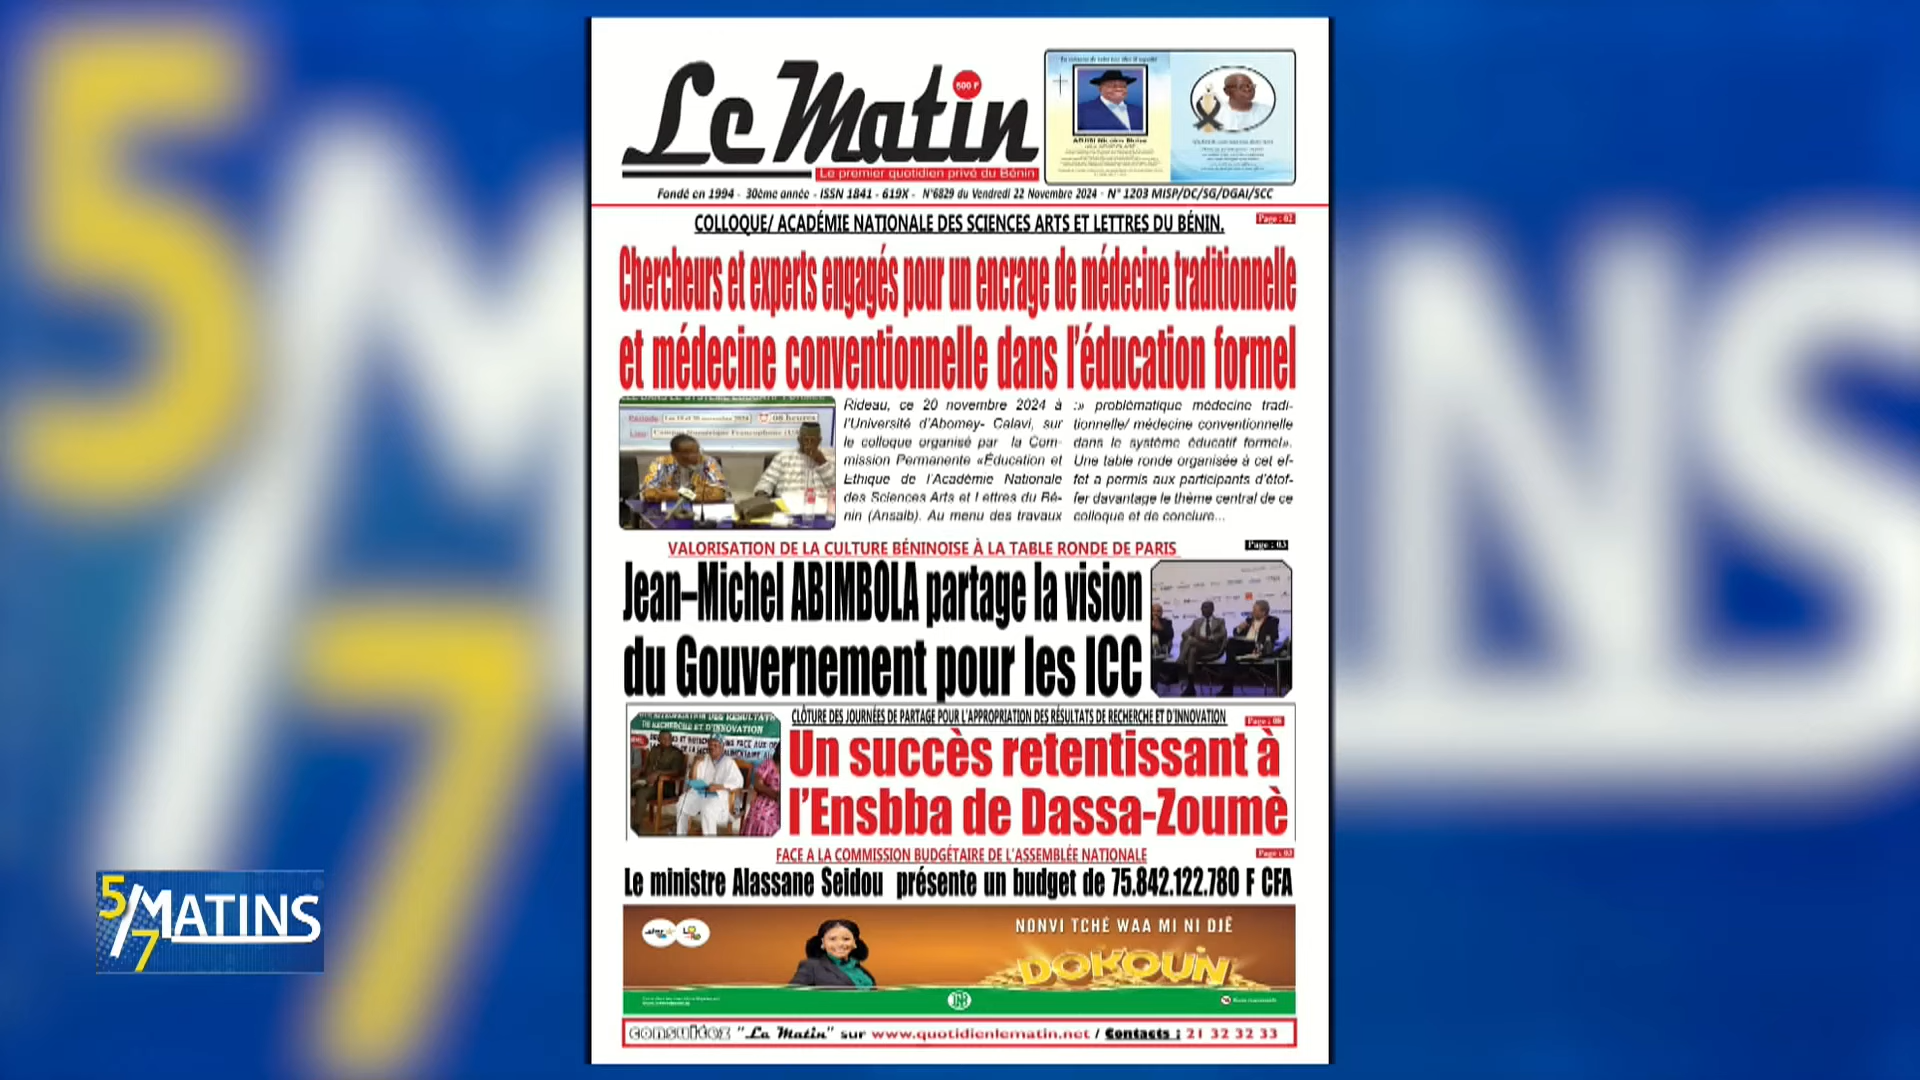 Le Matin
500 F
Le premier quotidien privé du Bénin
Fondé en 1994 - 30ème année - ISSN 1841 - 619X - N°6829 du Vendredi 22 Novembre 2024 - N° 1203 MISP/DC/SG/DGAI/SCC
COLLOQUE/ ACADÉMIE NATIONALE DES SCIENCES ARTS ET LETTRES DU BÉNIN.
Page : 02
Chercheurs et experts engagés pour un encrage de médecine traditionnelle
et médecine conventionnelle dans l'éducation formel
08 heures
Rideau, ce 20 novembre 2024 à
l'Université d'Abomey- Calavi, sur
le colloque organisé par la Com-
mission Permanente «Éducation et
Ethique de l'Académie Nationale
des Sciences Arts et Lettres du Bé-
nin (Ansalb). Au menu des travaux
:» problématique médecine tradi-
tionnelle/ médecine conventionnelle
dans le système éducatif formel».
Une table ronde organisée à cet ef-
fet a permis aux participants d'étof-
fer davantage le thème central de ce
colloque et de conclure...
VALORISATION DE LA CULTURE BÉNINOISE À LA TABLE RONDE DE PARIS
Page : 03
Jean–Michel ABIMBOLA partage la vision
du Gouvernement pour les ICC
CLÔTURE DES JOURNÉES DE PARTAGE POUR L'APPROPRIATION DES RÉSULTATS DE RECHERCHE ET D'INNOVATION
DE RECHERCHE ET D'INNOVATION
Un succès retentissant à
l'Ensbba de Dassa-Zoumè
FACE A LA COMMISSION BUDGÉTAIRE DE L'ASSEMBLÉE NATIONALE
Page : 03
Le ministre Alassane Seidou présente un budget de 75.842.122.780 F CFA
NONVI TCHÉ WAA MI NI DJÈ
DOKOUN
consultez "Le Matin" sur www.quotidienlematin.net / Contacts : 21 32 32 33
5/7 MATINS